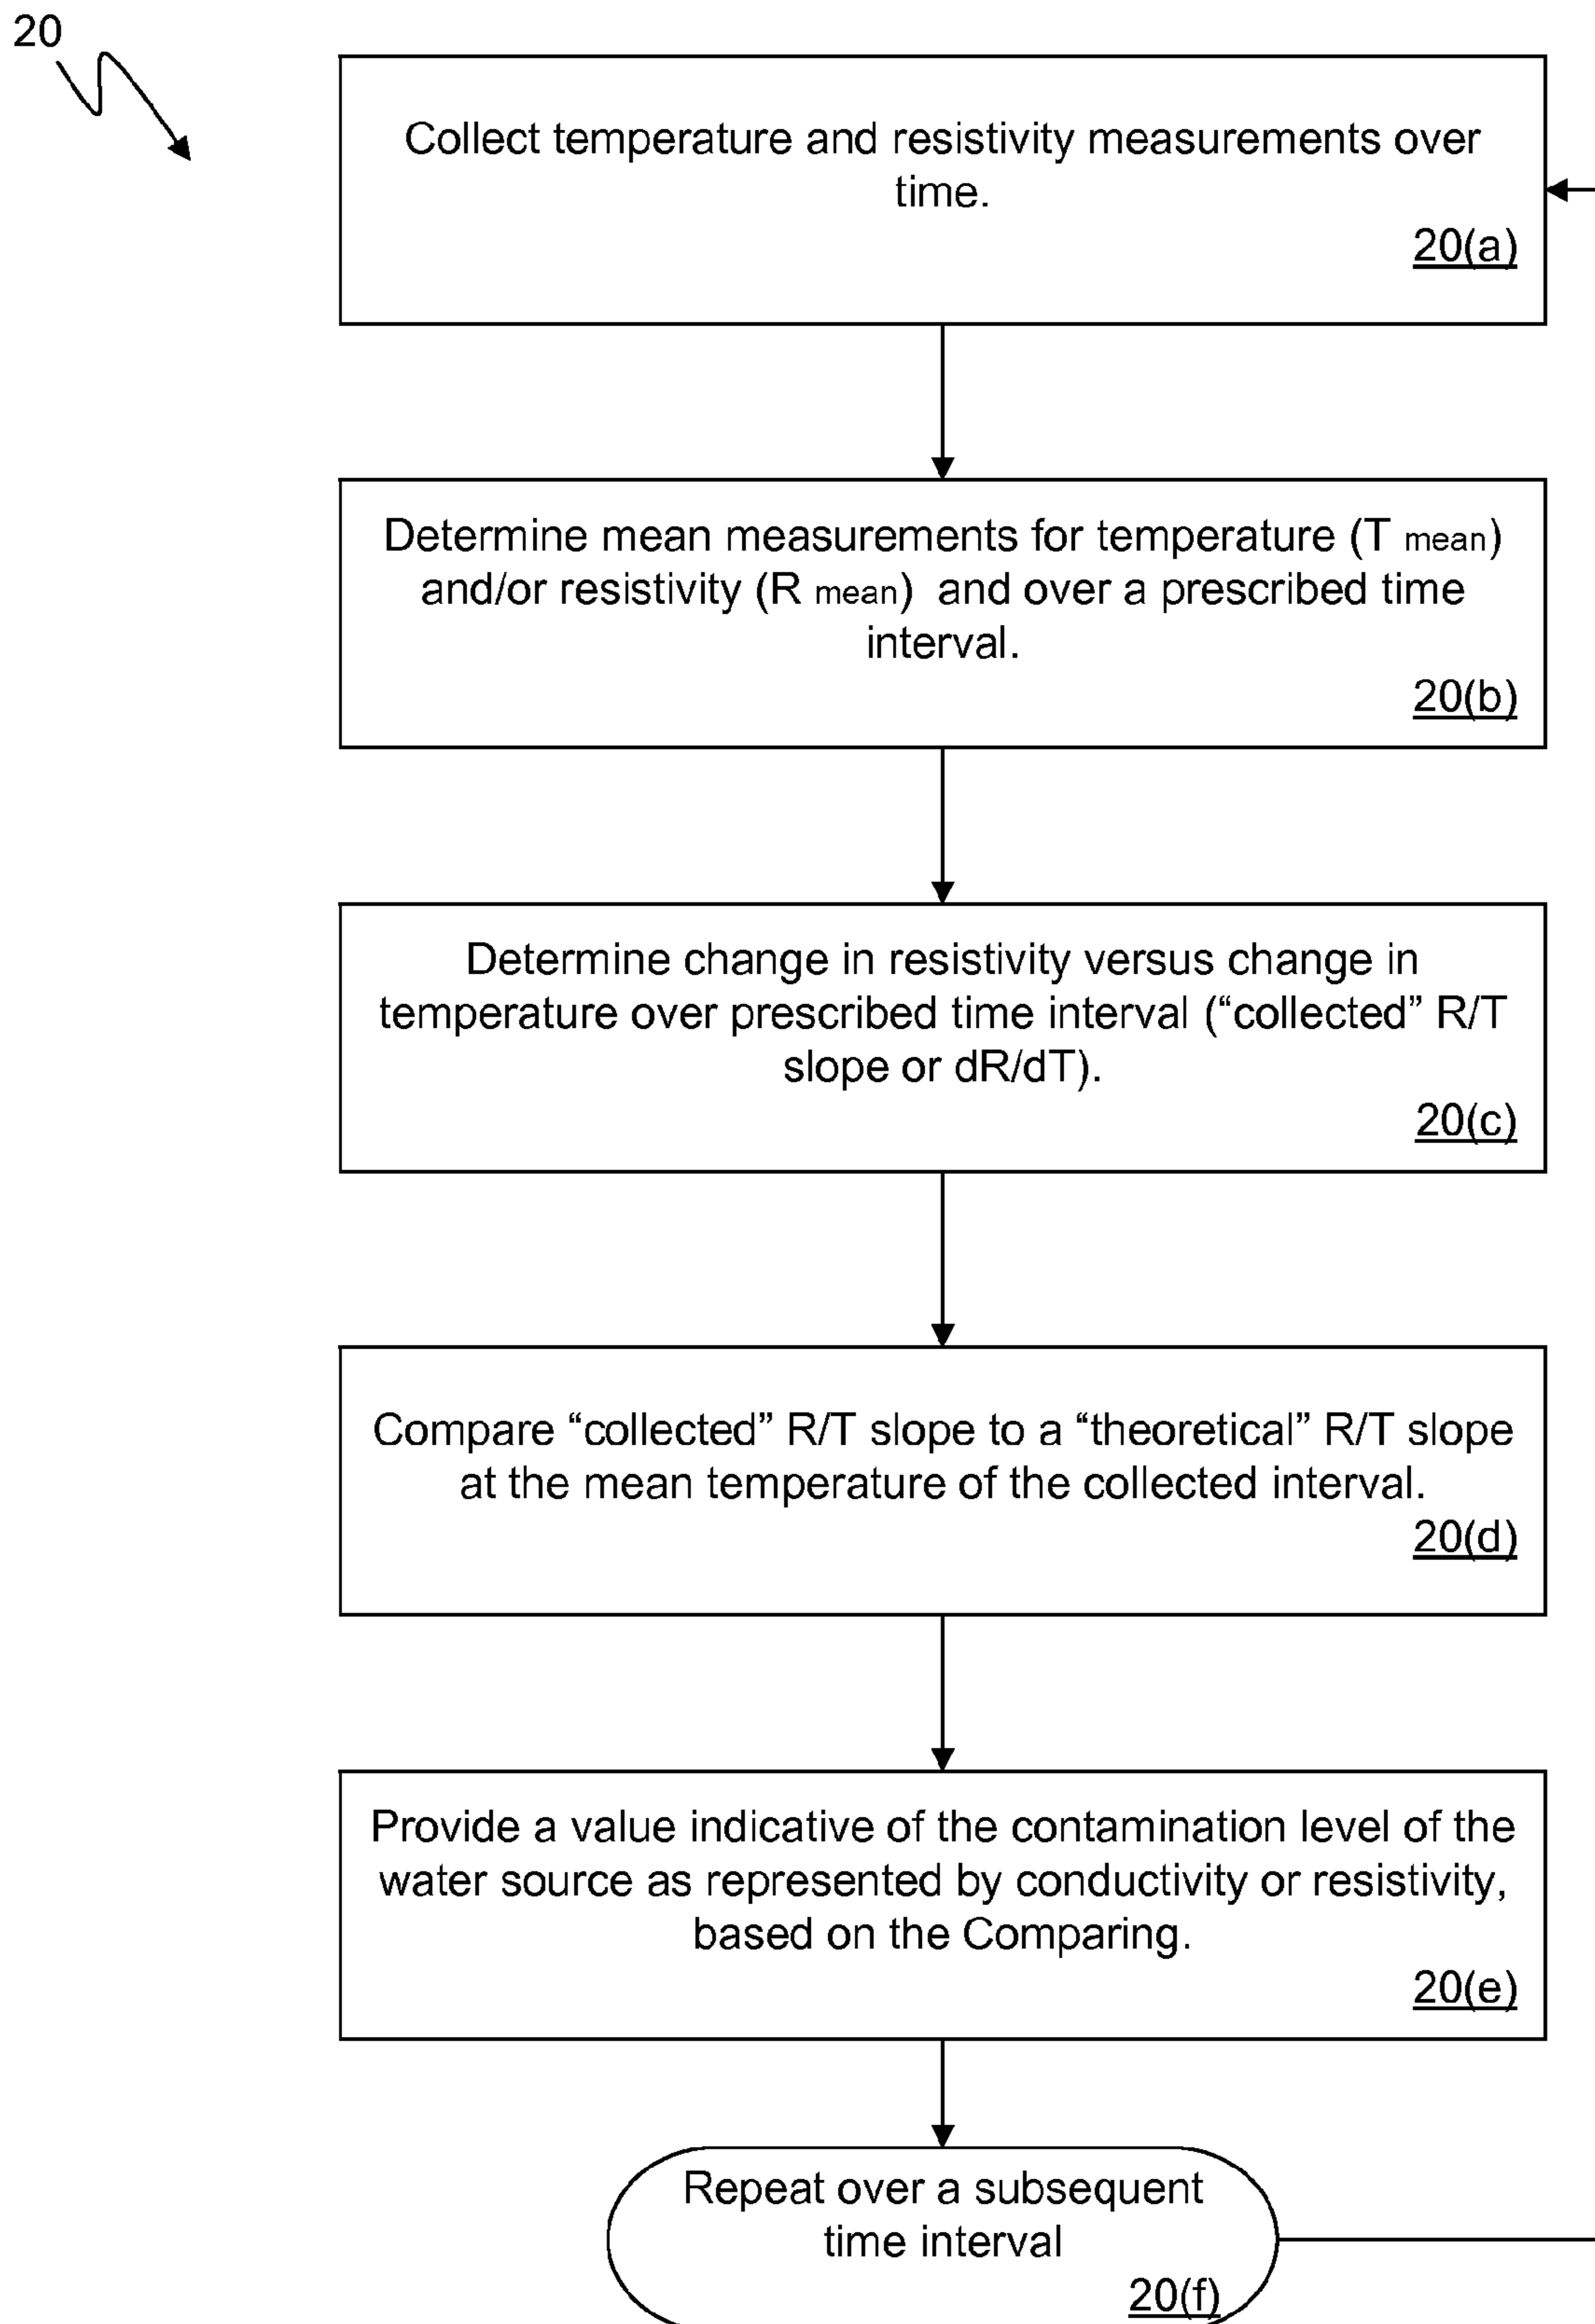 20
Collect temperature and resistivity measurements over
time.
20(a)
Determine mean measurements for temperature (T mean)
and/or resistivity (R mean) and over a prescribed time
interval.
20(b)
Determine change in resistivity versus change in
temperature over prescribed time interval (“collected” R/T
slope or dR/dT).
20(c)
Compare “collected” R/T slope to a “theoretical” R/T slope
at the mean temperature of the collected interval.
20(d)
Provide a value indicative of the contamination level of the
water source as represented by conductivity or resistivity,
based on the Comparing.
20(e)
Repeat over a subsequent
time interval
20(f)